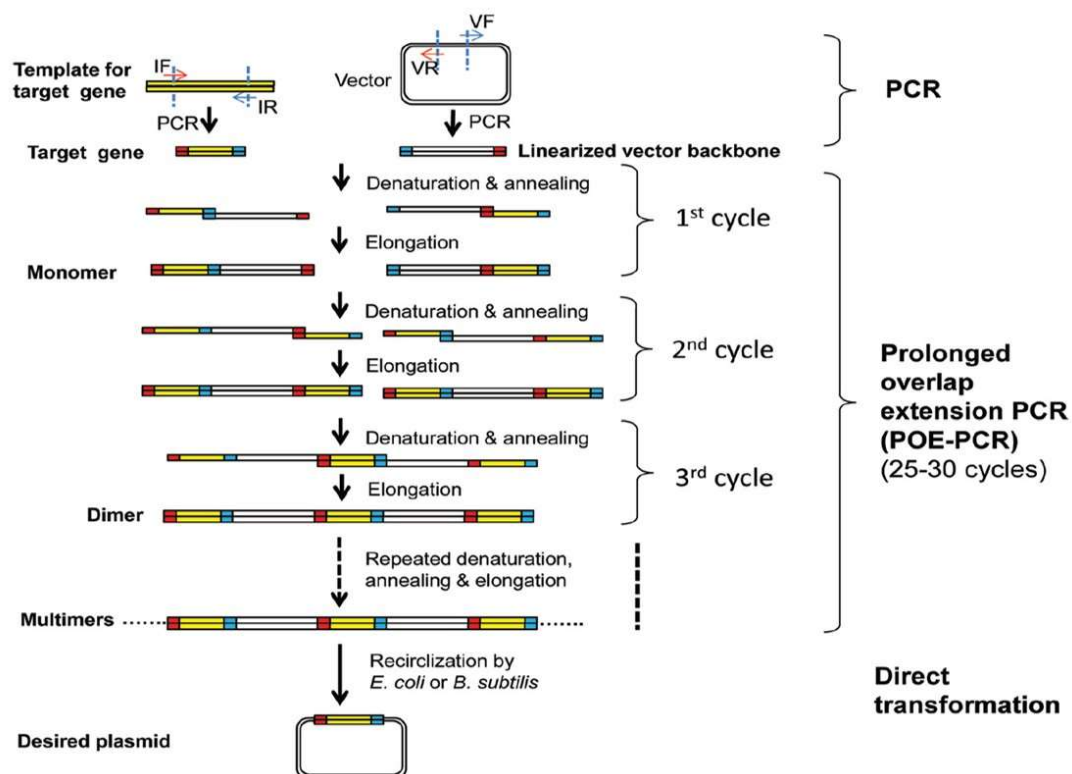 VF
IF
VR
Template for
target gene
Vector
PCR
IR
PCR
PCR
Target gene
Linearized vector backbone
Denaturation & annealing
1st cycle
Elongation
Monomer
Denaturation & annealing
2nd cycle
Elongation
Prolonged
overlap
extension PCR
(POE-PCR)
(25-30 cycles)
Denaturation & annealing
3rd cycle
Elongation
Dimer
Repeated denaturation,
annealing & elongation
Multimers
Recirclization by
E. coli or B. subtilis
Direct
transformation
Desired plasmid